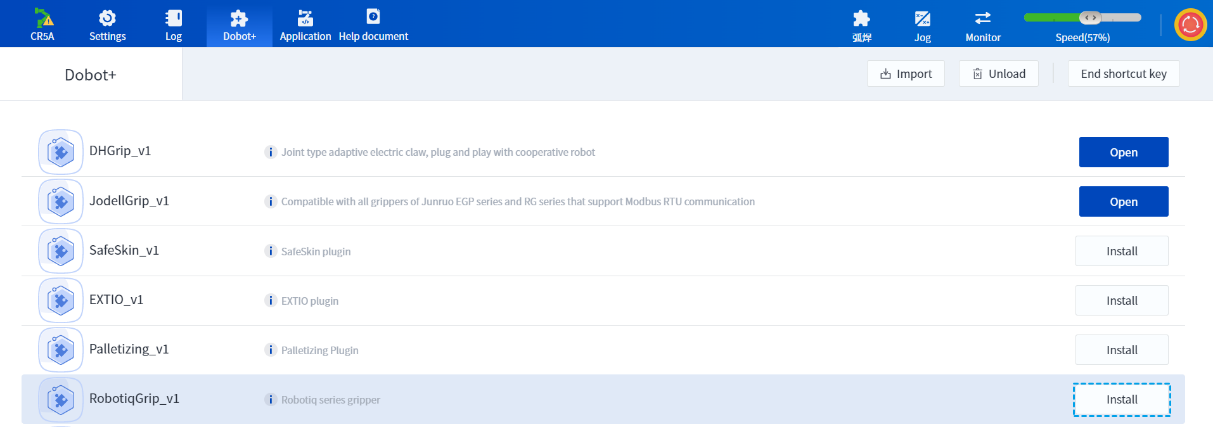 CR5A Settings Log Dobot+ Application Help document 弧焊 Jog Monitor Speed(57%)
Dobot+ Import Unload End shortcut key
DHGrip_v1 Joint type adaptive electric claw, plug and play with cooperative robot Open
JodellGrip_v1 Compatible with all grippers of Junruo EGP series and RG series that support Modbus RTU communication Open
SafeSkin_v1 SafeSkin plugin Install
EXTIO_v1 EXTIO plugin Install
Palletizing_v1 Palletizing Plugin Install
RobotiqGrip_v1 Robotiq series gripper Install